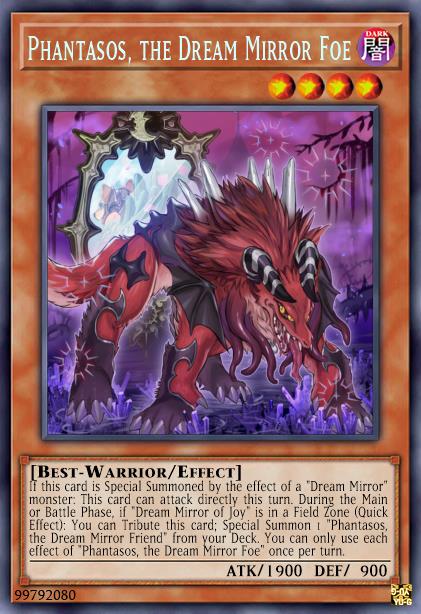 Phantasos, the Dream Mirror Foe
DARK
闇
[Best-Warrior/Effect]
If this card is Special Summoned by the effect of a "Dream Mirror"
monster: This card can attack directly this turn. During the Main
or Battle Phase, if "Dream Mirror of Joy" is in a Field Zone (Quick
Effect): You can Tribute this card; Special Summon 1 "Phantasos,
the Dream Mirror Friend" from your Deck. You can only use each
effect of "Phantasos, the Dream Mirror Foe" once per turn.
ATK/1900 DEF/ 900
99792080